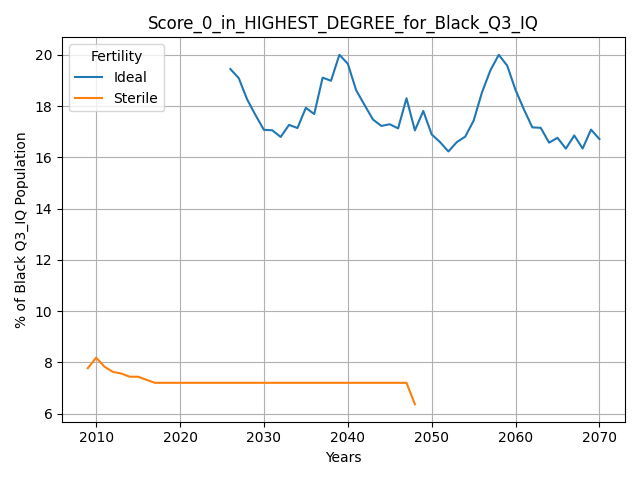 Score_0_in_HIGHEST_DEGREE_for_Black_Q3_IQ
Fertility
Ideal
Sterile
% of Black Q3_IQ Population
20
18
16
14
12
10
8
6
2010 2020 2030 2040 2050 2060 2070
Years